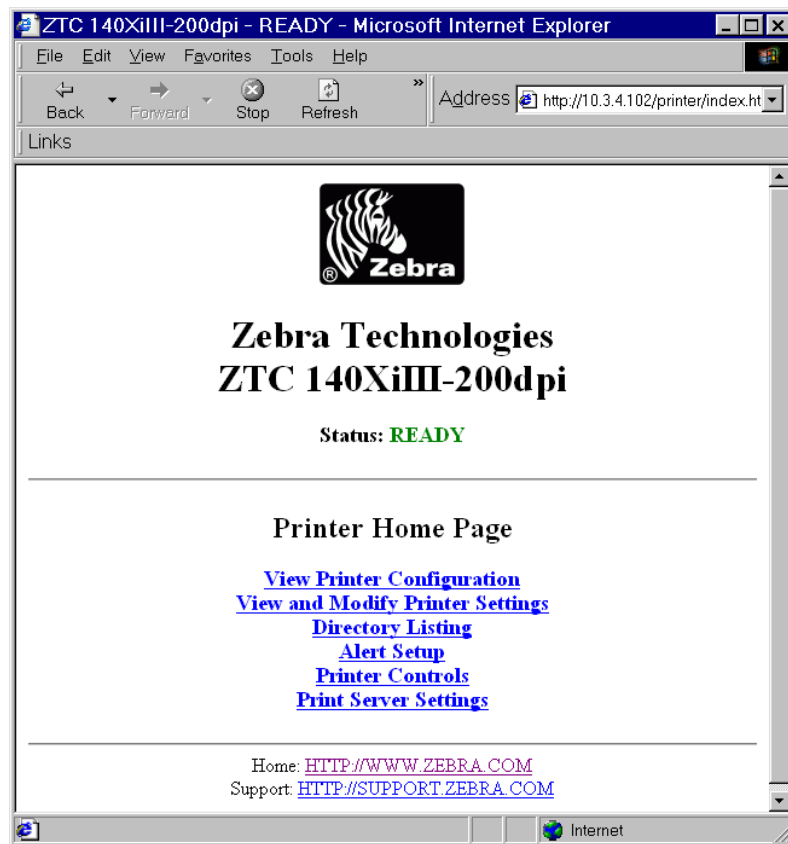 ZTC 140XiIII-200dpi - READY - Microsoft Internet Explorer
File Edit View Favorites Tools Help
Back Forward Stop Refresh » Address http://10.3.4.102/printer/index.ht
Links
® Zebra
Zebra Technologies
ZTC 140XiIII-200dpi
Status: READY
Printer Home Page
View Printer Configuration
View and Modify Printer Settings
Directory Listing
Alert Setup
Printer Controls
Print Server Settings
Home: HTTP://WWW.ZEBRA.COM
Support: HTTP://SUPPORT.ZEBRA.COM
Internet